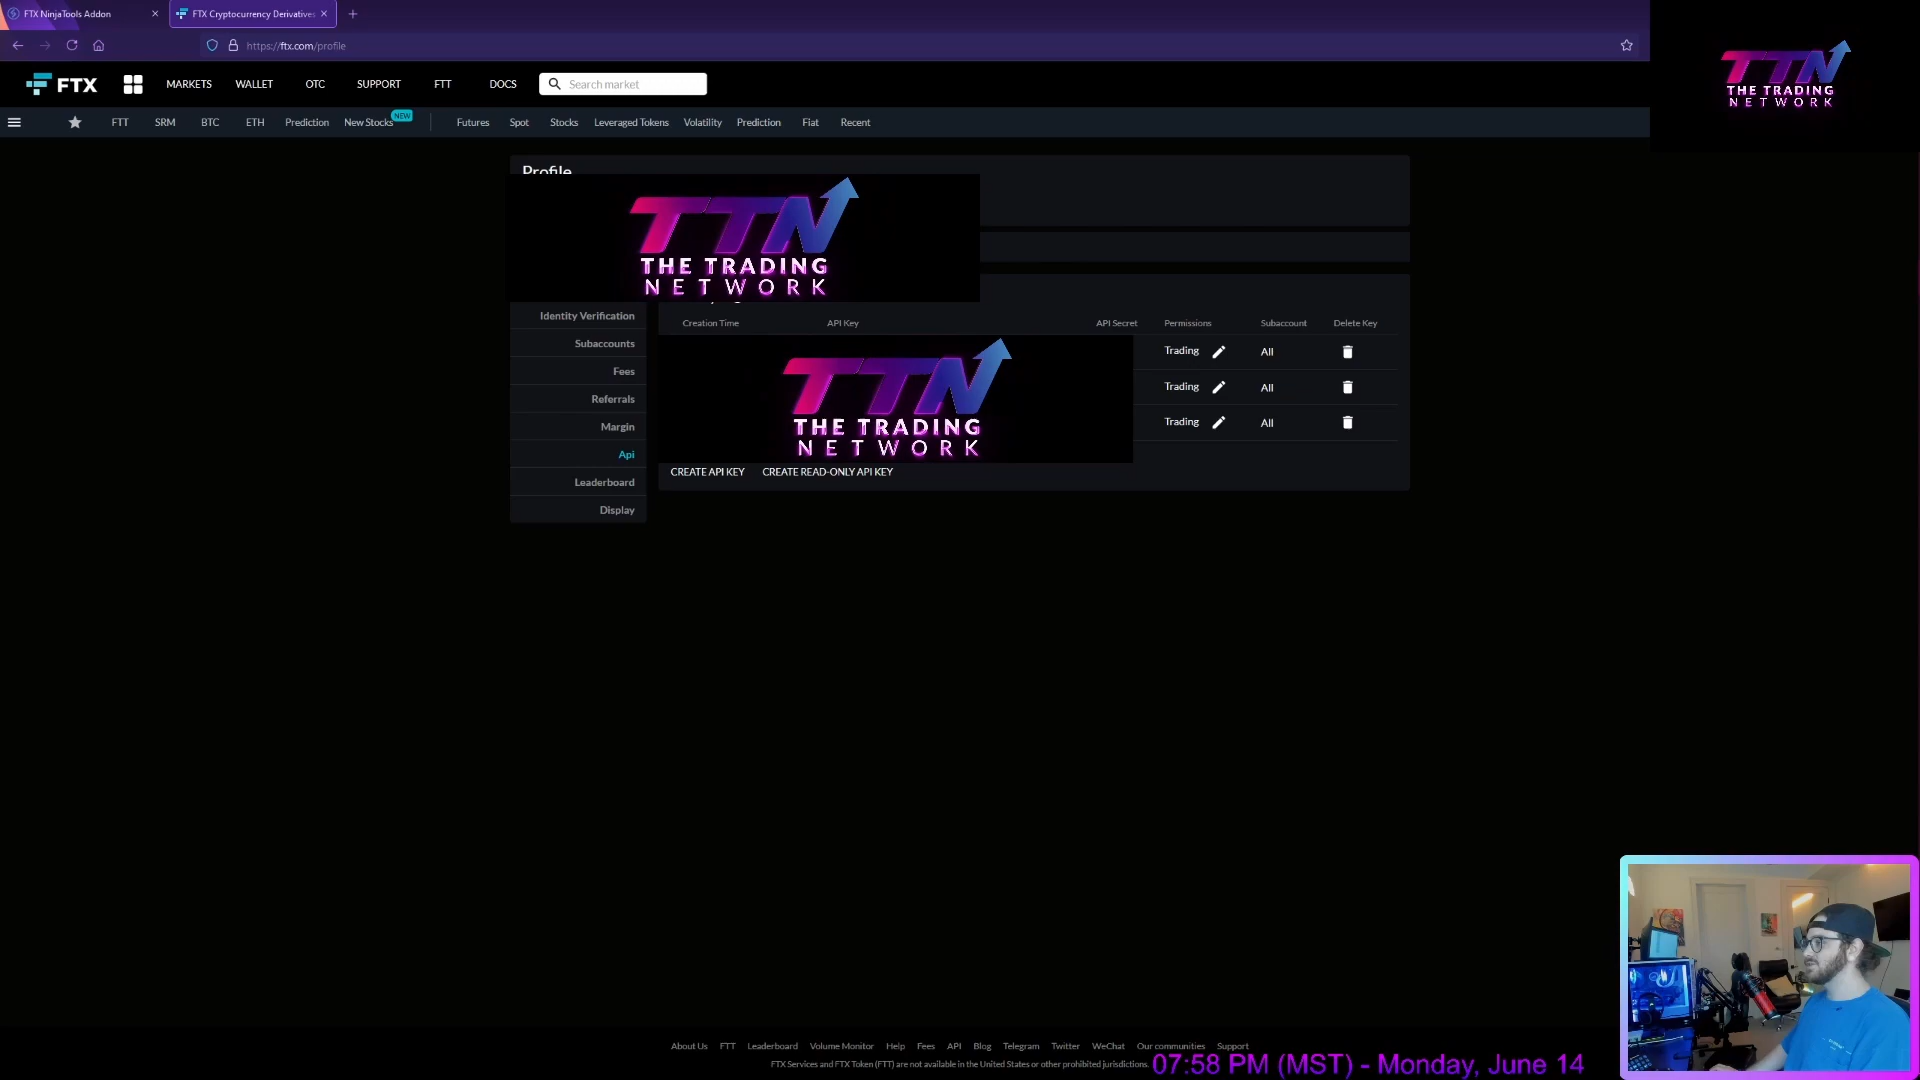 FTX NinjaTools Addon
FTX Cryptocurrency Derivatives
https://ftx.com/profile
FTX
MARKETS
WALLET
OTC
SUPPORT
FTT
DOCS
Search market
FTT
SRM
BTC
ETH
Prediction
New Stocks
NEW
Futures
Spot
Stocks
Leveraged Tokens
Volatility
Prediction
Fiat
Recent
TTN
THE TRADING
NETWORK
Profile
TTN
THE TRADING
NETWORK
Identity Verification
Subaccounts
Fees
Referrals
Margin
Api
Leaderboard
Display
Creation Time
API Key
API Secret
Permissions
Subaccount
Delete Key
Trading
All
Trading
All
Trading
All
TTN
THE TRADING
NETWORK
CREATE API KEY
CREATE READ-ONLY API KEY
About Us
FTT
Leaderboard
Volume Monitor
Help
Fees
API
Blog
Telegram
Twitter
WeChat
Our communities
Support
FTX Services and FTX Token (FTT) are not available in the United States or other prohibited jurisdictions.
07:58 PM (MST) - Monday, June 14